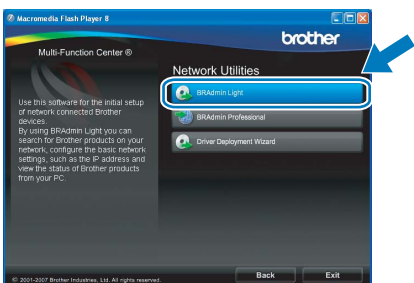 Macromedia Flash Player 8
brother
Multi-Function Center ®
Network Utilities
BRAdmin Light
Use this software for the initial setup
of network connected Brother
devices.
By using BRAdmin Light you can
search for Brother products on your
network, configure the basic network
settings, such as the IP address and
view the status of Brother products
from your PC.
BRAdmin Professional
Driver Deployment Wizard
Back
Exit
© 2001-2007 Brother Industries, Ltd. All rights reserved.